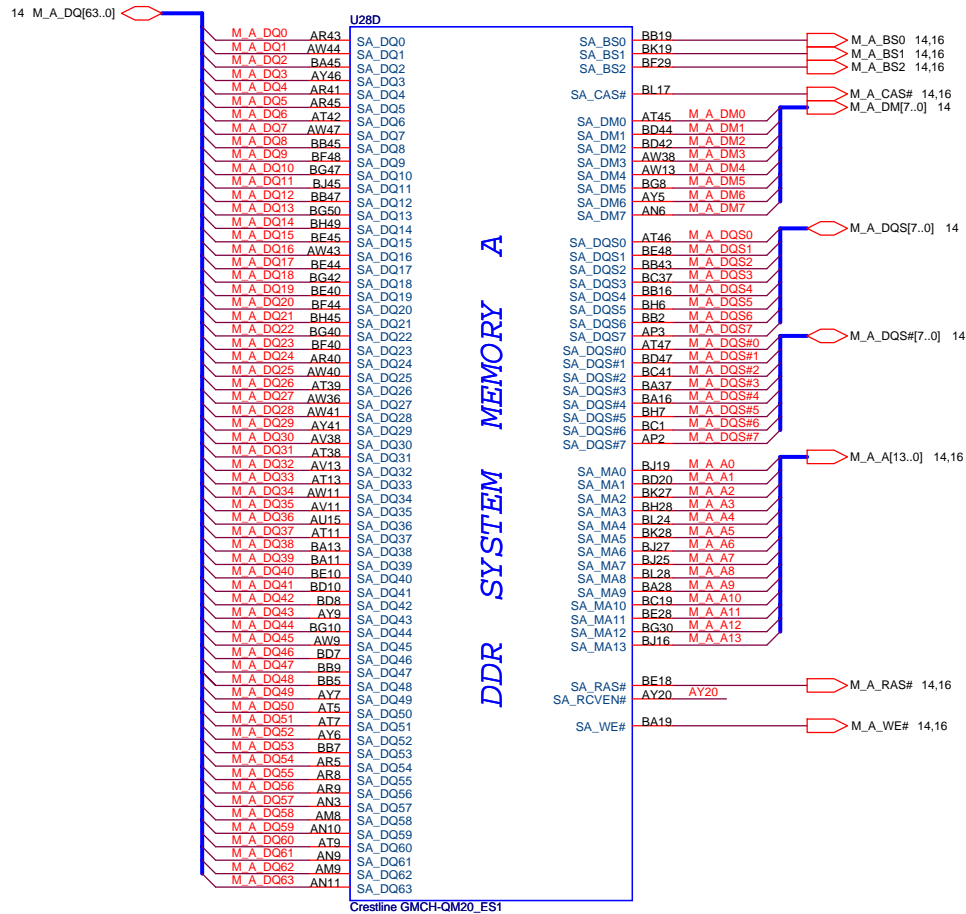 14 M_A_DQ[63..0]
U28D
M_A_DQ0 AR43 SA_DQ0
M_A_DQ1 AW44 SA_DQ1
M_A_DQ2 BA45 SA_DQ2
M_A_DQ3 AY46 SA_DQ3
M_A_DQ4 AR41 SA_DQ4
M_A_DQ5 AR45 SA_DQ5
M_A_DQ6 AT42 SA_DQ6
M_A_DQ7 AW47 SA_DQ7
M_A_DQ8 BB45 SA_DQ8
M_A_DQ9 BF48 SA_DQ9
M_A_DQ10 BG47 SA_DQ10
M_A_DQ11 BJ45 SA_DQ11
M_A_DQ12 BB47 SA_DQ12
M_A_DQ13 BG50 SA_DQ13
M_A_DQ14 BH49 SA_DQ14
M_A_DQ15 BE45 SA_DQ15
M_A_DQ16 AW43 SA_DQ16
M_A_DQ17 BE44 SA_DQ17
M_A_DQ18 BG42 SA_DQ18
M_A_DQ19 BE40 SA_DQ19
M_A_DQ20 BF44 SA_DQ20
M_A_DQ21 BH45 SA_DQ21
M_A_DQ22 BG40 SA_DQ22
M_A_DQ23 BF40 SA_DQ23
M_A_DQ24 AR40 SA_DQ24
M_A_DQ25 AW40 SA_DQ25
M_A_DQ26 AT39 SA_DQ26
M_A_DQ27 AW36 SA_DQ27
M_A_DQ28 AW41 SA_DQ28
M_A_DQ29 AY41 SA_DQ29
M_A_DQ30 AV38 SA_DQ30
M_A_DQ31 AT38 SA_DQ31
M_A_DQ32 AV13 SA_DQ32
M_A_DQ33 AT13 SA_DQ33
M_A_DQ34 AW11 SA_DQ34
M_A_DQ35 AV11 SA_DQ35
M_A_DQ36 AU15 SA_DQ36
M_A_DQ37 AT11 SA_DQ37
M_A_DQ38 BA13 SA_DQ38
M_A_DQ39 BA11 SA_DQ39
M_A_DQ40 BE10 SA_DQ40
M_A_DQ41 BD10 SA_DQ41
M_A_DQ42 BD8 SA_DQ42
M_A_DQ43 AY9 SA_DQ43
M_A_DQ44 BG10 SA_DQ44
M_A_DQ45 AW9 SA_DQ45
M_A_DQ46 BD7 SA_DQ46
M_A_DQ47 BB9 SA_DQ47
M_A_DQ48 BB5 SA_DQ48
M_A_DQ49 AY7 SA_DQ49
M_A_DQ50 AT5 SA_DQ50
M_A_DQ51 AT7 SA_DQ51
M_A_DQ52 AY6 SA_DQ52
M_A_DQ53 BB7 SA_DQ53
M_A_DQ54 AR5 SA_DQ54
M_A_DQ55 AR8 SA_DQ55
M_A_DQ56 AR9 SA_DQ56
M_A_DQ57 AN3 SA_DQ57
M_A_DQ58 AM8 SA_DQ58
M_A_DQ59 AN10 SA_DQ59
M_A_DQ60 AT9 SA_DQ60
M_A_DQ61 AN9 SA_DQ61
M_A_DQ62 AM9 SA_DQ62
M_A_DQ63 AN11 SA_DQ63
DDR SYSTEM MEMORY A
SA_BS0 BB19 M_A_BS0 14,16
SA_BS1 BK19 M_A_BS1 14,16
SA_BS2 BF29 M_A_BS2 14,16
SA_CAS# BL17 M_A_CAS# 14,16
M_A_DM[7..0] 14
SA_DM0 AT45 M_A_DM0
SA_DM1 BD44 M_A_DM1
SA_DM2 BD42 M_A_DM2
SA_DM3 AW38 M_A_DM3
SA_DM4 AW13 M_A_DM4
SA_DM5 BG8 M_A_DM5
SA_DM6 AY5 M_A_DM6
SA_DM7 AN6 M_A_DM7
M_A_DQS[7..0] 14
SA_DQS0 AT46 M_A_DQS0
SA_DQS1 BE48 M_A_DQS1
SA_DQS2 BB43 M_A_DQS2
SA_DQS3 BC37 M_A_DQS3
SA_DQS4 BB16 M_A_DQS4
SA_DQS5 BH6 M_A_DQS5
SA_DQS6 BB2 M_A_DQS6
SA_DQS7 AP3 M_A_DQS7
M_A_DQS#[7..0] 14
SA_DQS#0 AT47 M_A_DQS#0
SA_DQS#1 BD47 M_A_DQS#1
SA_DQS#2 BC41 M_A_DQS#2
SA_DQS#3 BA37 M_A_DQS#3
SA_DQS#4 BA16 M_A_DQS#4
SA_DQS#5 BH7 M_A_DQS#5
SA_DQS#6 BC1 M_A_DQS#6
SA_DQS#7 AP2 M_A_DQS#7
M_A_A[13..0] 14,16
SA_MA0 BJ19 M_A_A0
SA_MA1 BD20 M_A_A1
SA_MA2 BK27 M_A_A2
SA_MA3 BH28 M_A_A3
SA_MA4 BL24 M_A_A4
SA_MA5 BK28 M_A_A5
SA_MA6 BJ27 M_A_A6
SA_MA7 BJ25 M_A_A7
SA_MA8 BL28 M_A_A8
SA_MA9 BA28 M_A_A9
SA_MA10 BC19 M_A_A10
SA_MA11 BE28 M_A_A11
SA_MA12 BG30 M_A_A12
SA_MA13 BJ16 M_A_A13
SA_RAS# BE18 M_A_RAS# 14,16
SA_RCVEN# AY20 AY20
SA_WE# BA19 M_A_WE# 14,16
Crestline GMCH-QM20_ES1